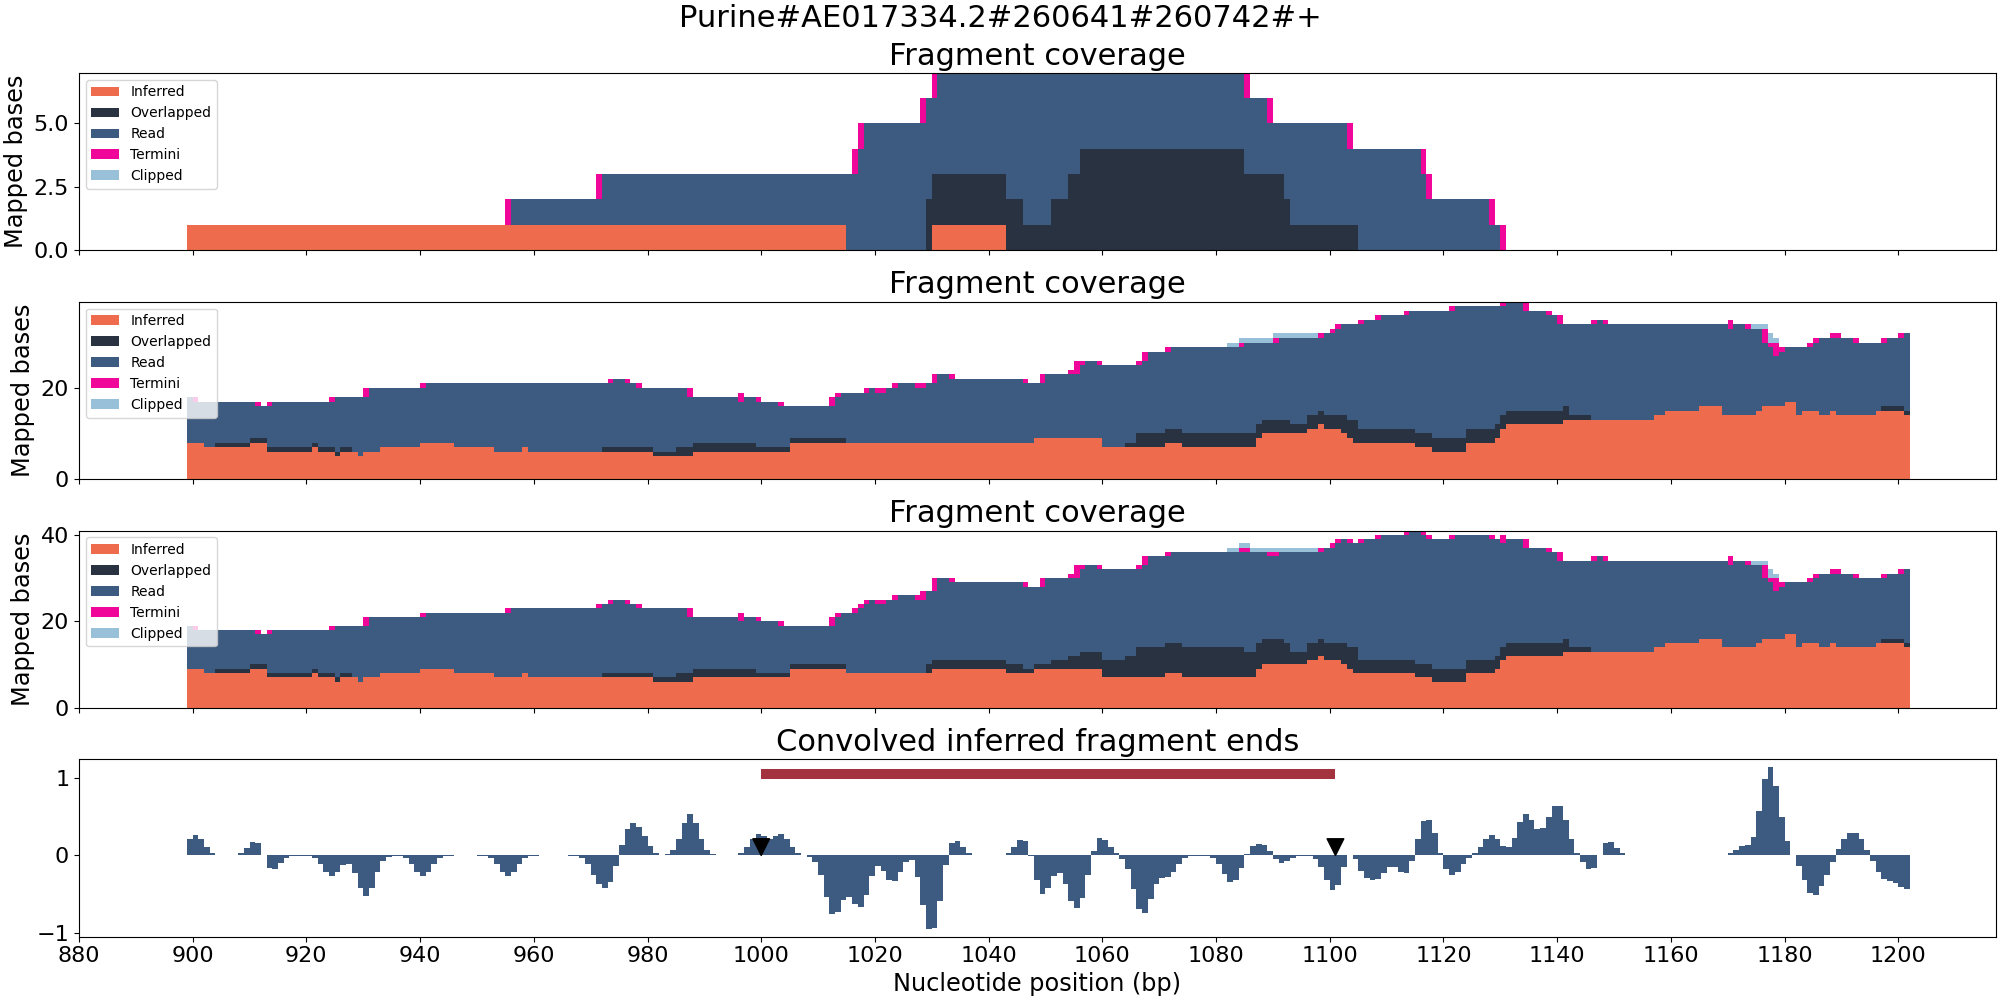 Purine#AE017334.2#260641#260742#+
Fragment coverage
Mapped bases
5.0
2.5
0.0
Inferred
Overlapped
Read
Termini
Clipped
Fragment coverage
Mapped bases
20
0
Inferred
Overlapped
Read
Termini
Clipped
Fragment coverage
Mapped bases
40
20
0
Inferred
Overlapped
Read
Termini
Clipped
Convolved inferred fragment ends
1
0
−1
880 900 920 940 960 980 1000 1020 1040 1060 1080 1100 1120 1140 1160 1180 1200
Nucleotide position (bp)